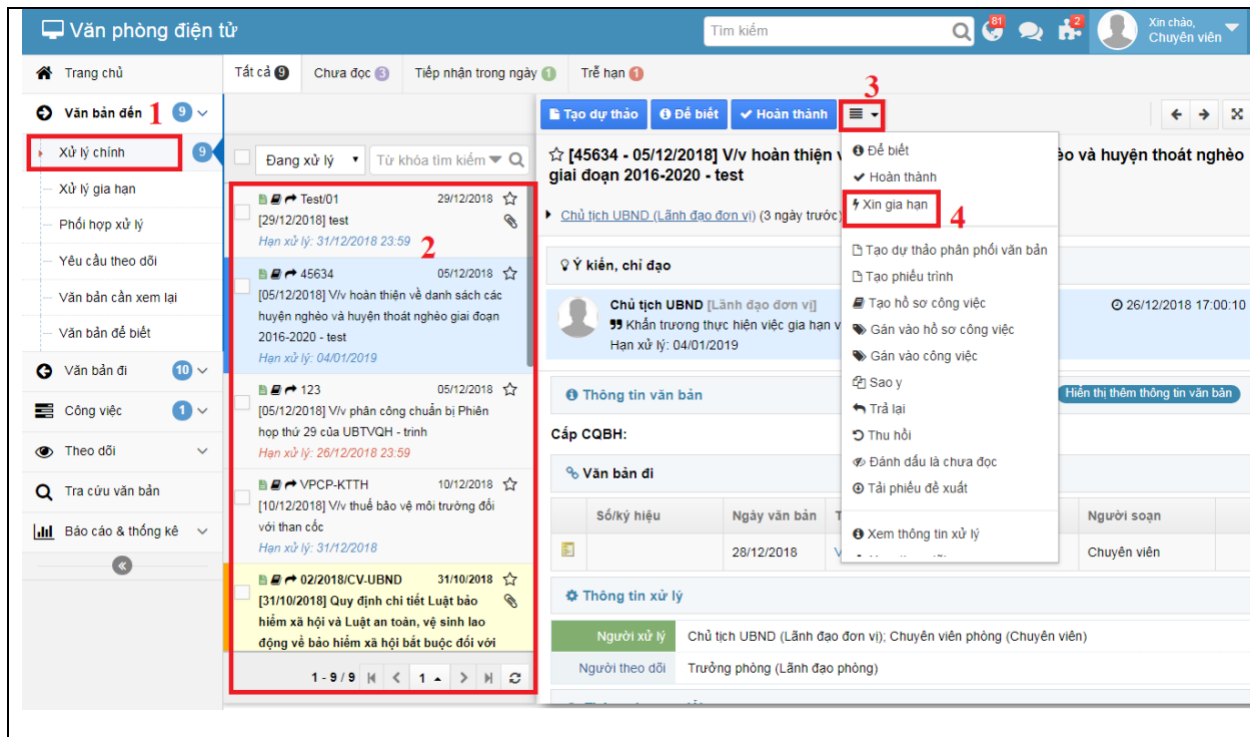 Văn phòng điện tử
Tìm kiếm
81
2
Xin chào,
Chuyên viên
Trang chủ
Văn bản đến 1 9
Xử lý chính 9
Xử lý gia hạn
Phối hợp xử lý
Yêu cầu theo dõi
Văn bản cần xem lại
Văn bản để biết
Văn bản đi 10
Công việc 1
Theo dõi
Tra cứu văn bản
Báo cáo & thống kê
Tất cả 9 Chưa đọc 3 Tiếp nhận trong ngày 1 Trễ hạn 1
Đang xử lý Từ khóa tìm kiếm
Test/01 29/12/2018
[29/12/2018] test
Hạn xử lý: 31/12/2018 23:59
2
45634 05/12/2018
[05/12/2018] V/v hoàn thiện về danh sách các
huyện nghèo và huyện thoát nghèo giai đoạn
2016-2020 - test
Hạn xử lý: 04/01/2019
123 05/12/2018
[05/12/2018] V/v phân công chuẩn bị Phiên
họp thứ 29 của UBTVQH - trinh
Hạn xử lý: 26/12/2018 23:59
VPCP-KTTH 10/12/2018
[10/12/2018] V/v thuế bảo vệ môi trường đối
với than cốc
Hạn xử lý: 31/12/2018
02/2018/CV-UBND 31/10/2018
[31/10/2018] Quy định chi tiết Luật bảo
hiểm xã hội và Luật an toàn, vệ sinh lao
động về bảo hiểm xã hội bắt buộc đối với
1 - 9 / 9 1
3
Tạo dự thảo Để biết Hoàn thành
[45634 - 05/12/2018] V/v hoàn thiện èo và huyện thoát nghèo
giai đoạn 2016-2020 - test
Chủ tịch UBND (Lãnh đạo đơn vị) (3 ngày trước)
Ý kiến, chỉ đạo
Chủ tịch UBND [Lãnh đạo đơn vị] 26/12/2018 17:00:10
Khẩn trương thực hiện việc gia hạn v
Hạn xử lý: 04/01/2019
Thông tin văn bản Hiển thị thêm thông tin văn bản
Cấp CQBH:
Văn bản đi
Số/ký hiệu Ngày văn bản T Người soạn
28/12/2018 V Chuyên viên
Thông tin xử lý
Người xử lý Chủ tịch UBND (Lãnh đạo đơn vị); Chuyên viên phòng (Chuyên viên)
Người theo dõi Trưởng phòng (Lãnh đạo phòng)
Để biết
Hoàn thành
Xin gia hạn 4
Tạo dự thảo phân phối văn bản
Tạo phiếu trình
Tạo hồ sơ công việc
Gán vào hồ sơ công việc
Gán vào công việc
Sao y
Trả lại
Thu hồi
Đánh dấu là chưa đọc
Tải phiếu đề xuất
Xem thông tin xử lý